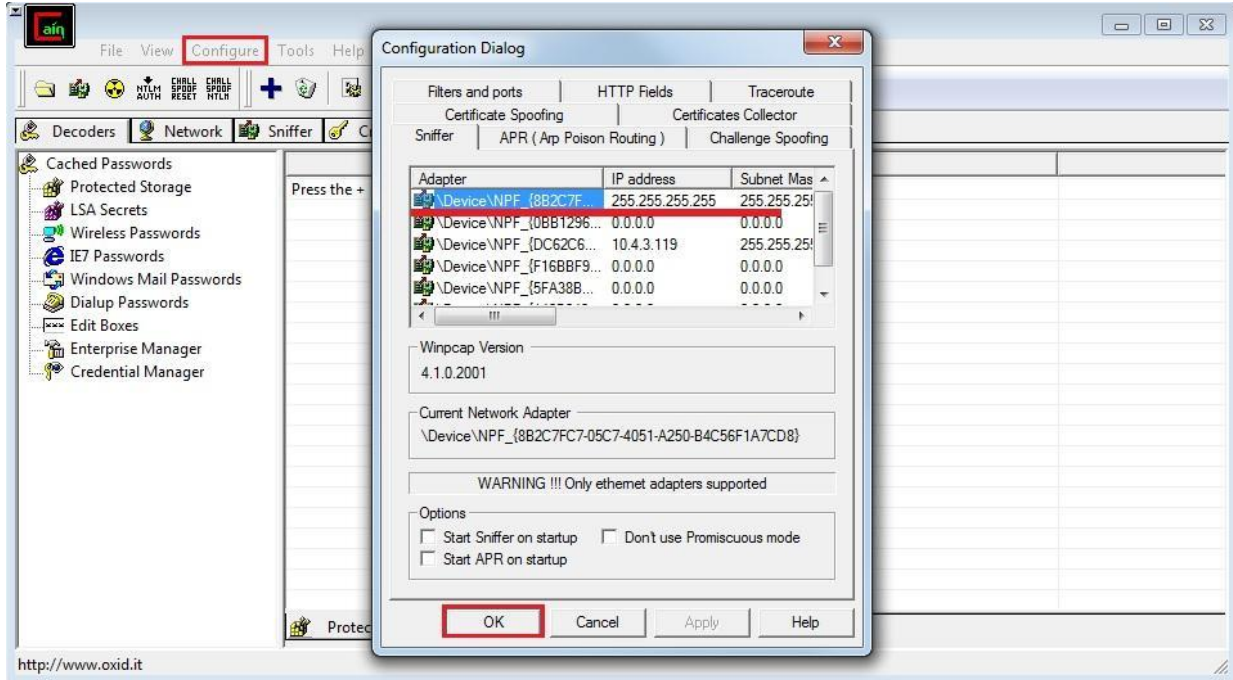 Cain
File View Configure Tools Help
NTLM AUTH CHALL SPOOF RESET CHALL SPOOF NTLM
Decoders Network Sniffer
Cached Passwords
Protected Storage
LSA Secrets
Wireless Passwords
IE7 Passwords
Windows Mail Passwords
Dialup Passwords
Edit Boxes
Enterprise Manager
Credential Manager
Press the +
Protec
http://www.oxid.it
Configuration Dialog
Filters and ports HTTP Fields Traceroute
Certificate Spoofing Certificates Collector
Sniffer APR ( Arp Poison Routing ) Challenge Spoofing
Adapter IP address Subnet Mas
\Device\NPF_{8B2C7F... 255.255.255.255 255.255.25
\Device\NPF_{0BB1296... 0.0.0.0 0.0.0.0
\Device\NPF_{DC62C6... 10.4.3.119 255.255.25
\Device\NPF_{F16BBF9... 0.0.0.0 0.0.0.0
\Device\NPF_{5FA38B... 0.0.0.0 0.0.0.0
Winpcap Version
4.1.0.2001
Current Network Adapter
\Device\NPF_{8B2C7FC7-05C7-4051-A250-B4C56F1A7CD8}
WARNING !!! Only ethernet adapters supported
Options
Start Sniffer on startup Don't use Promiscuous mode
Start APR on startup
OK Cancel Apply Help